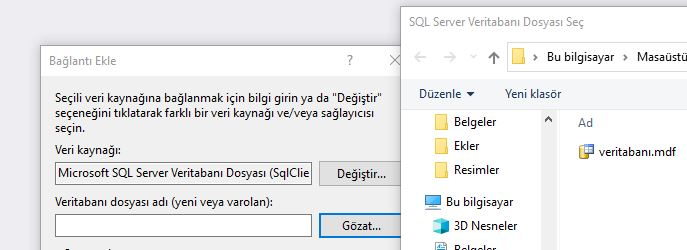 Bağlantı Ekle
Seçili veri kaynağına bağlanmak için bilgi girin ya da "Değiştir"
seçeneğini tıklatarak farklı bir veri kaynağı ve/veya sağlayıcısı
seçin.
Veri kaynağı:
Microsoft SQL Server Veritabanı Dosyası (SqlClie
Değiştir...
Veritabanı dosyası adı (yeni veya varolan):
Gözat...
SQL Server Veritabanı Dosyası Seç
Bu bilgisayar > Masaüstü
Düzenle
Yeni klasör
Belgeler
Ekler
Resimler
Bu bilgisayar
3D Nesneler
Belgeler
Ad
veritabanı.mdf